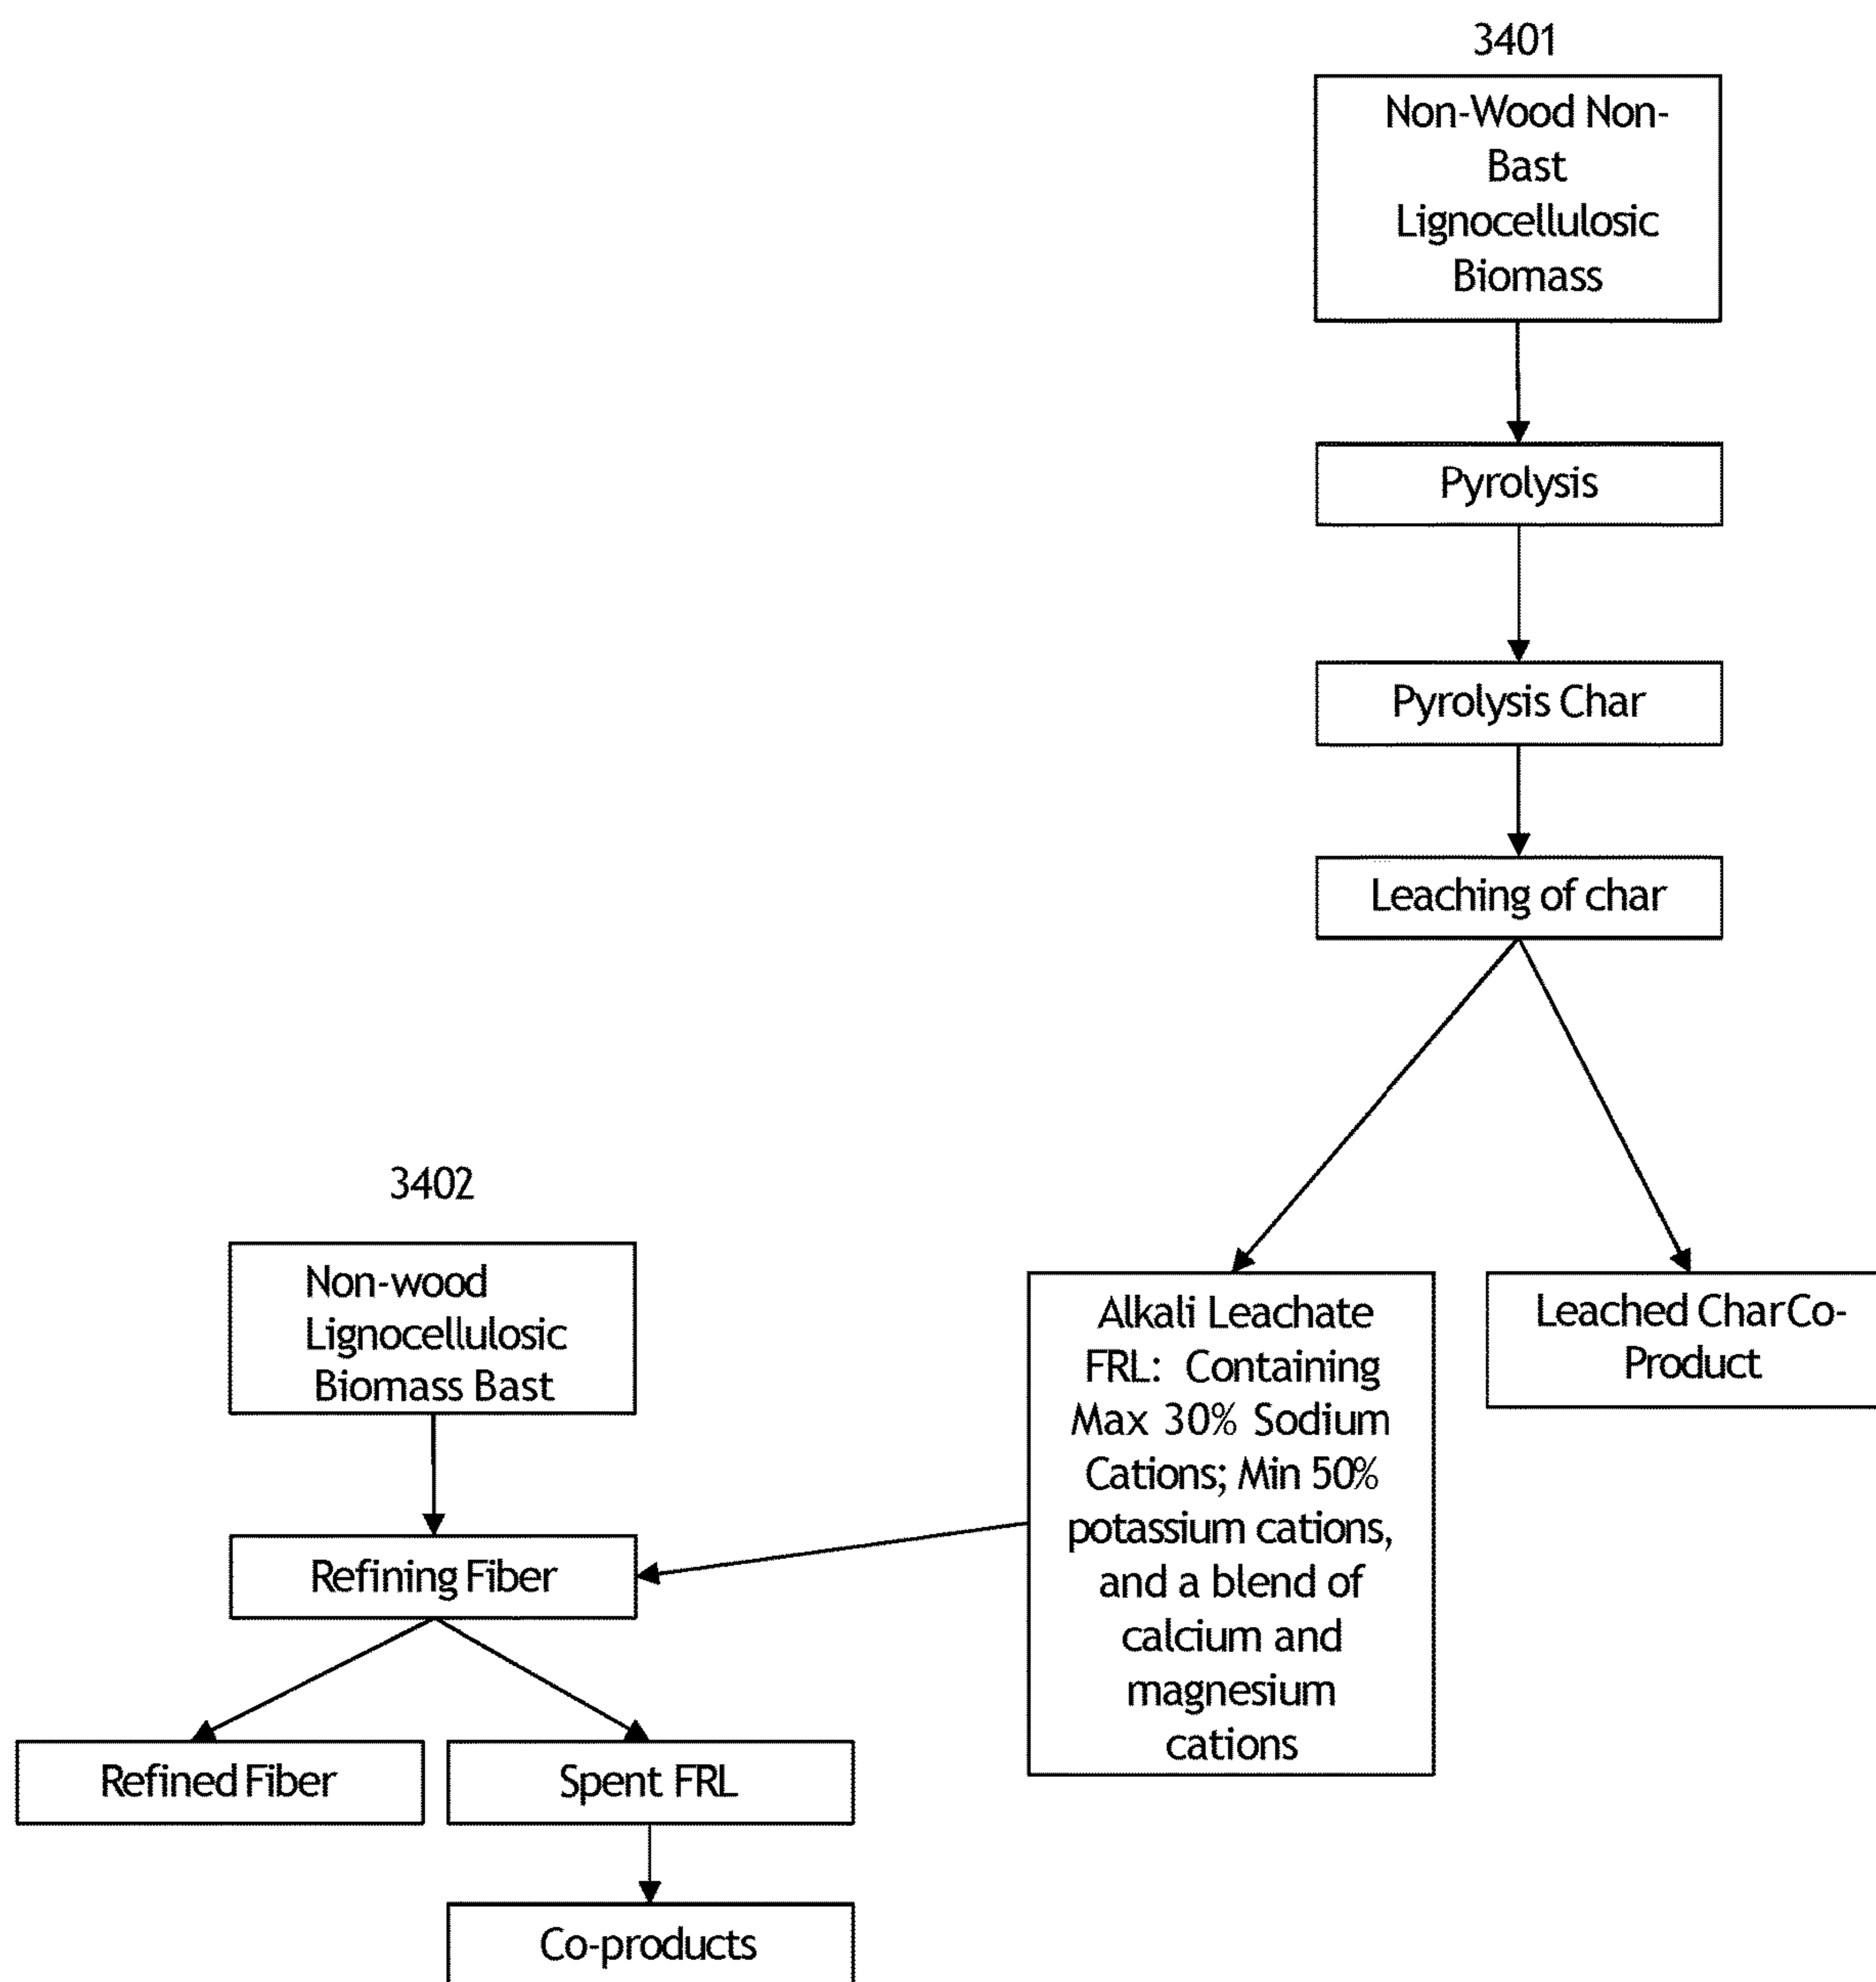 3401
Non-Wood Non-
Bast
Lignocellulosic
Biomass
Pyrolysis
Pyrolysis Char
Leaching of char
Alkali Leachate
FRL: Containing
Max 30% Sodium
Cations; Min 50%
potassium cations,
and a blend of
calcium and
magnesium
cations
Leached CharCo-
Product
3402
Non-wood
Lignocellulosic
Biomass Bast
Refining Fiber
Refined Fiber
Spent FRL
Co-products